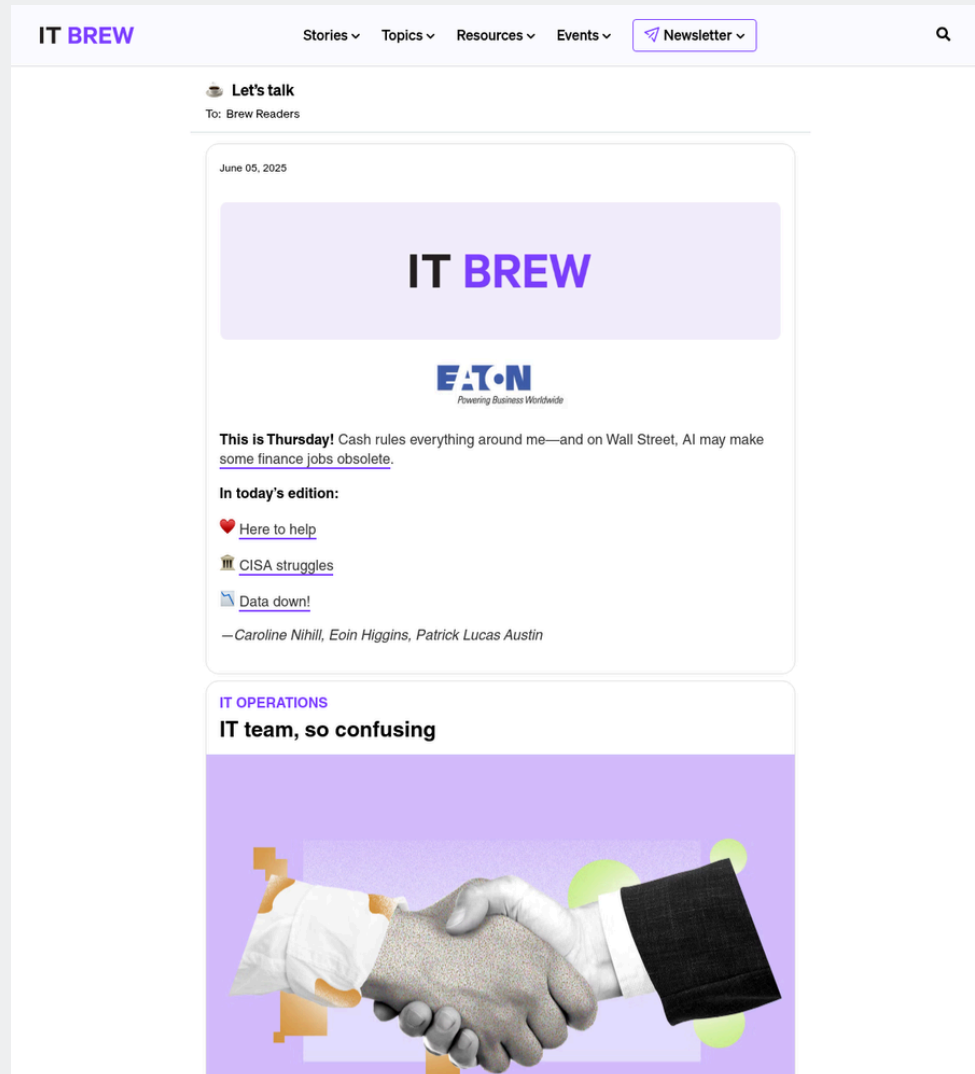 IT BREW
Stories
Topics
Resources
Events
Newsletter
Let's talk
To: Brew Readers
June 05, 2025
IT BREW
EATON
Powering Business Worldwide
This is Thursday! Cash rules everything around me—and on Wall Street, AI may make
some finance jobs obsolete.
In today's edition:
Here to help
CISA struggles
Data down!
—Caroline Nihill, Eoin Higgins, Patrick Lucas Austin
IT OPERATIONS
IT team, so confusing